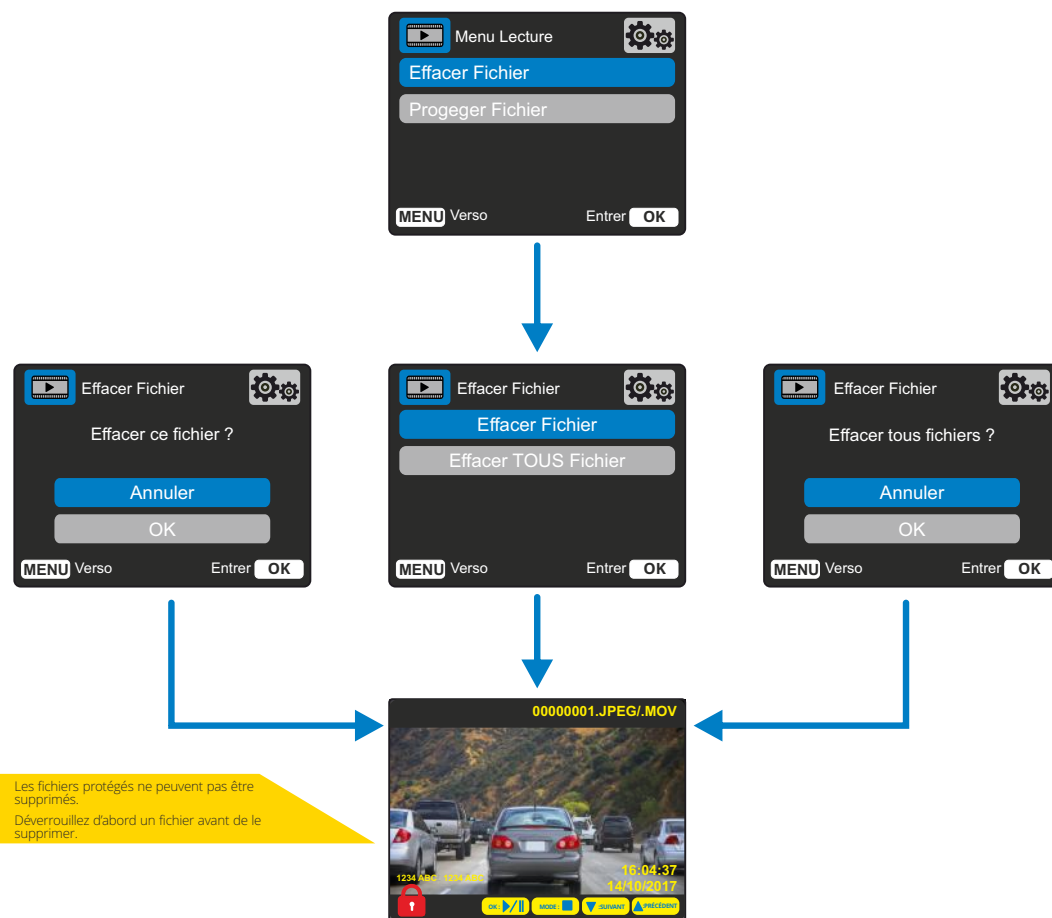 Menu Lecture
Effacer Fichier
Progeger Fichier
MENU Verso Entrer OK
Effacer Fichier
Effacer ce fichier ?
Annuler
OK
MENU Verso Entrer OK
Effacer Fichier
Effacer Fichier
Effacer TOUS Fichier
MENU Verso Entrer OK
Effacer Fichier
Effacer tous fichiers ?
Annuler
OK
MENU Verso Entrer OK
00000001.JPEG/.MOV
Les fichiers protégés ne peuvent pas être
supprimés.
Déverrouillez d'abord un fichier avant de le
supprimer.
16:04:37
1234 ABC 1234 ABC
14/10/2017
OK : MODE : :SUIVANT :PRÉCÉDENT